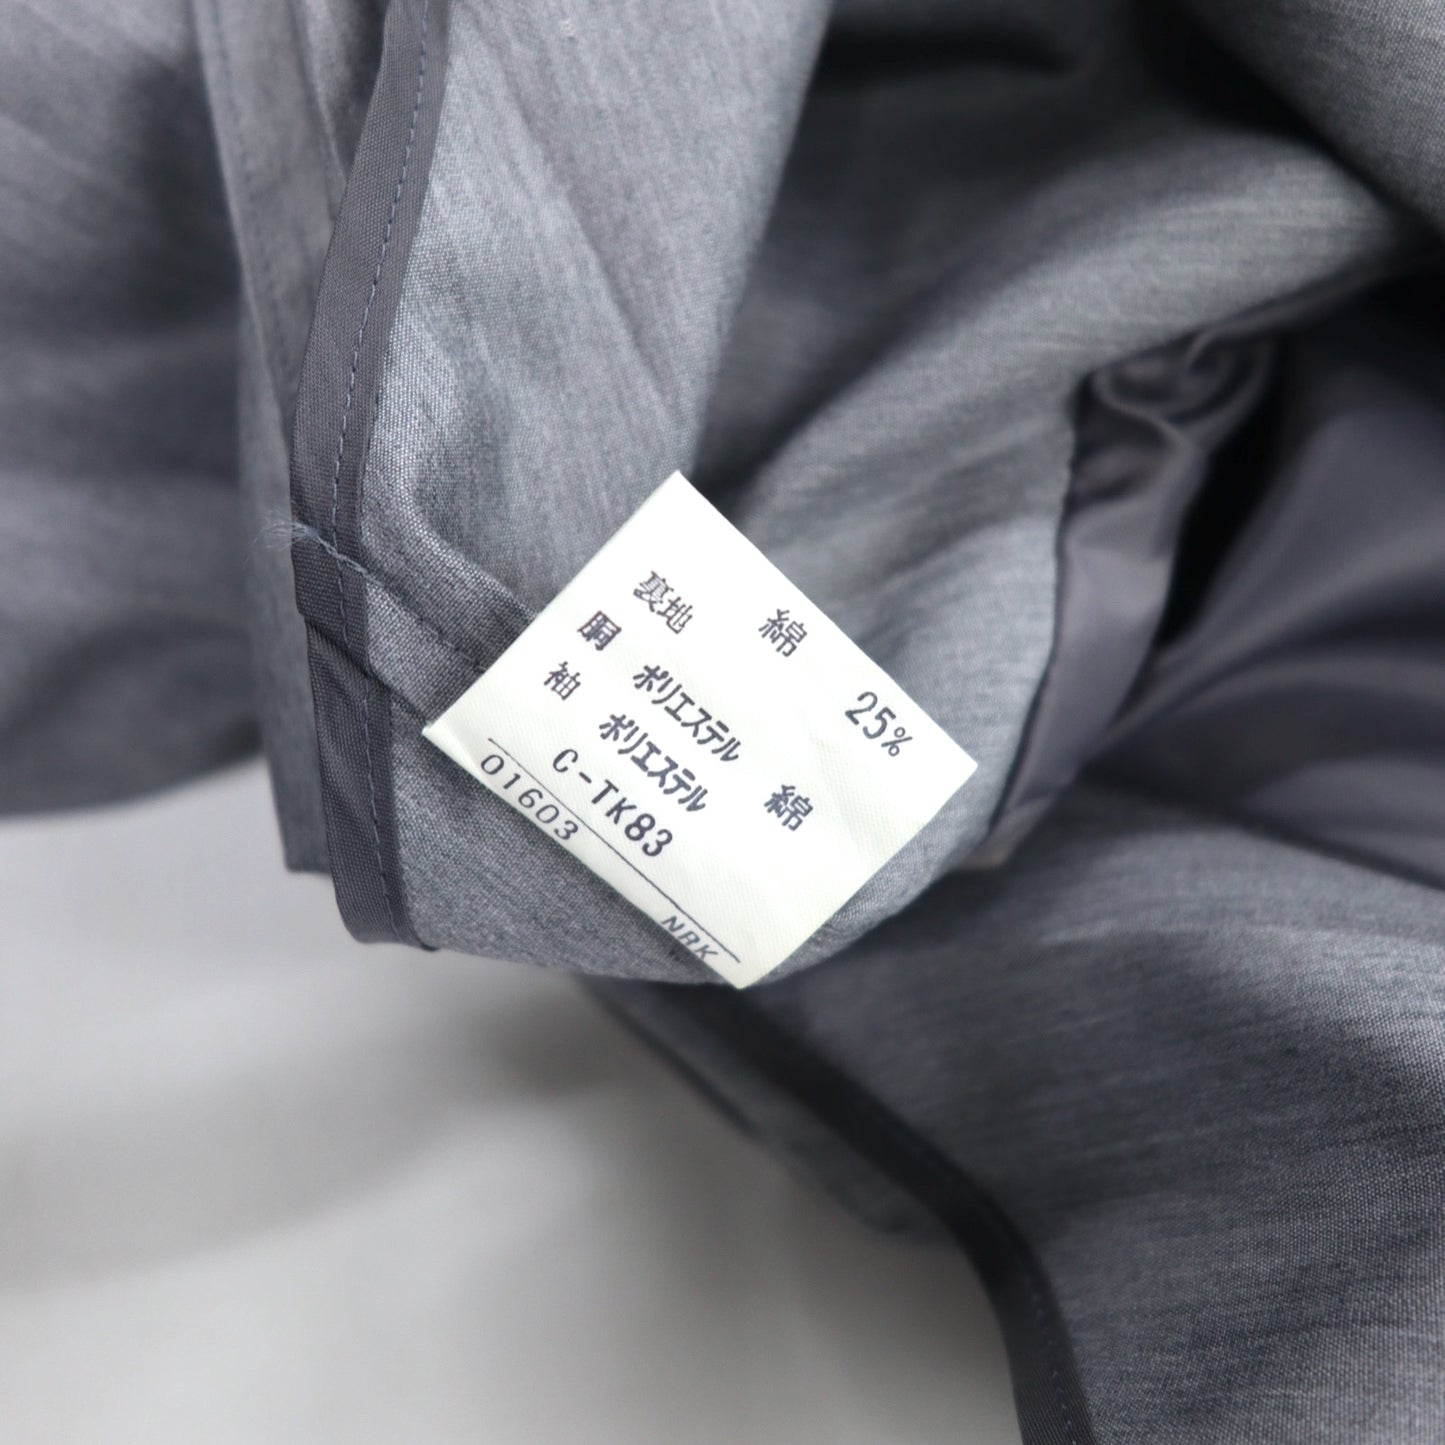 綿 25%
裏地
胴 ポリエステル 綿
袖 ポリエステル
C-TK83
01603 NRK